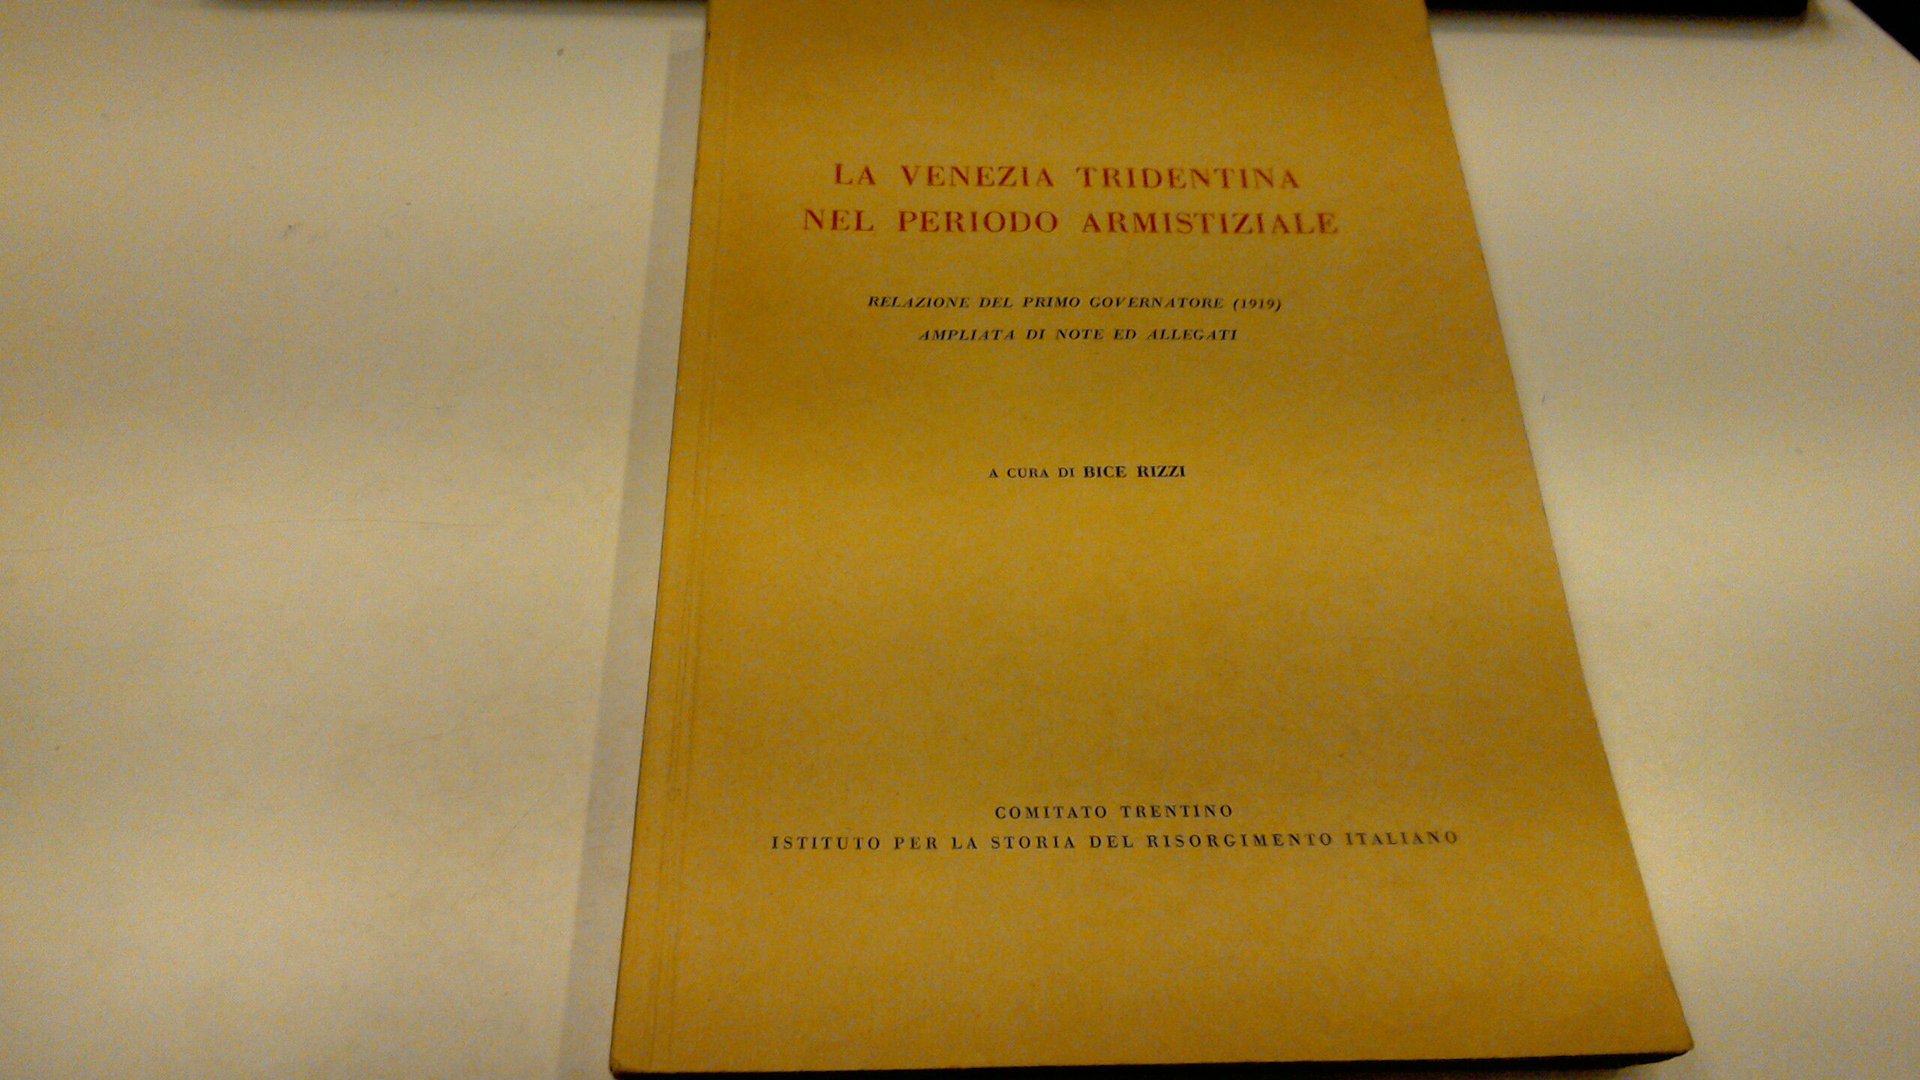 LA VENEZIA TRIDENTINA
NEL PERIODO ARMISTIZIALE
RELAZIONE DEL PRIMO GOVERNATORE (1919)
AMPLIATA DI NOTE ED ALLEGATI
A CURA DI BICE RIZZI
COMITATO TRENTINO
ISTITUTO PER LA STORIA DEL RISORGIMENTO ITALIANO